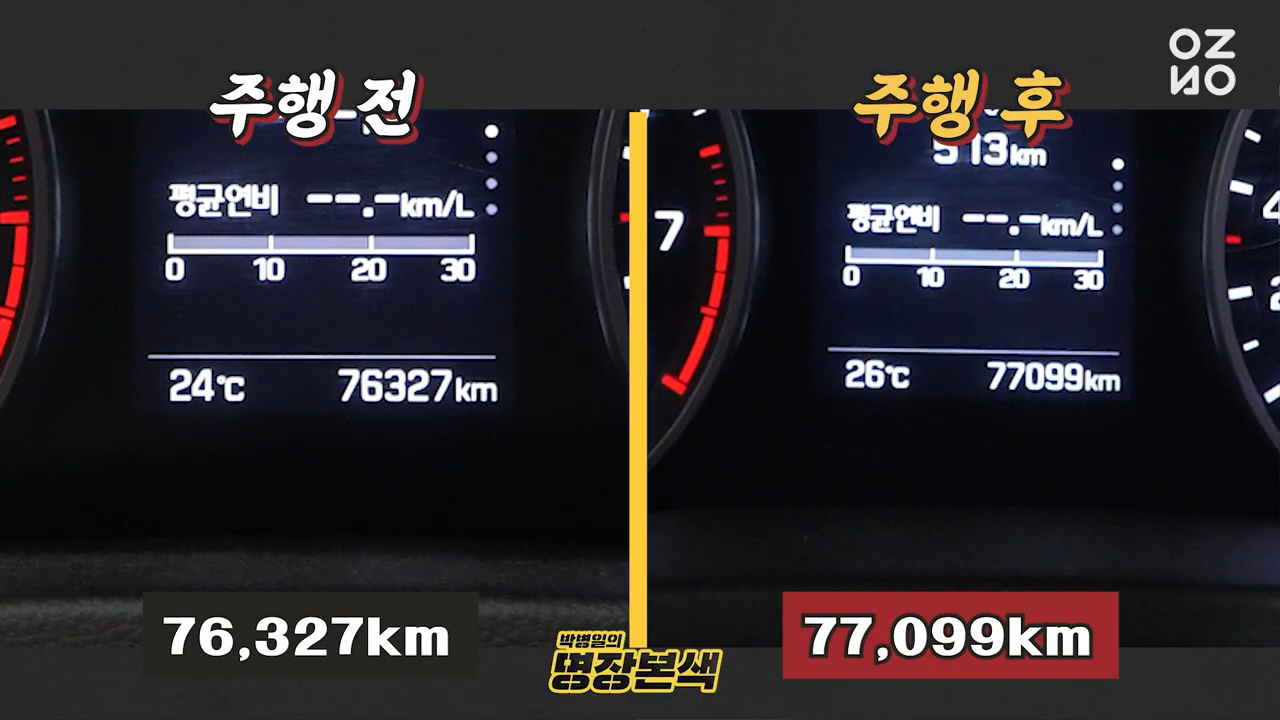 OZ
NO
주행 전
평균연비 --.-km/L
0 10 20 30
24℃ 76327km
76,327km
주행 후
513km
7
평균연비 --.-km/L
0 10 20 30
26℃ 77099km
77,099km
박병일의
명장본색